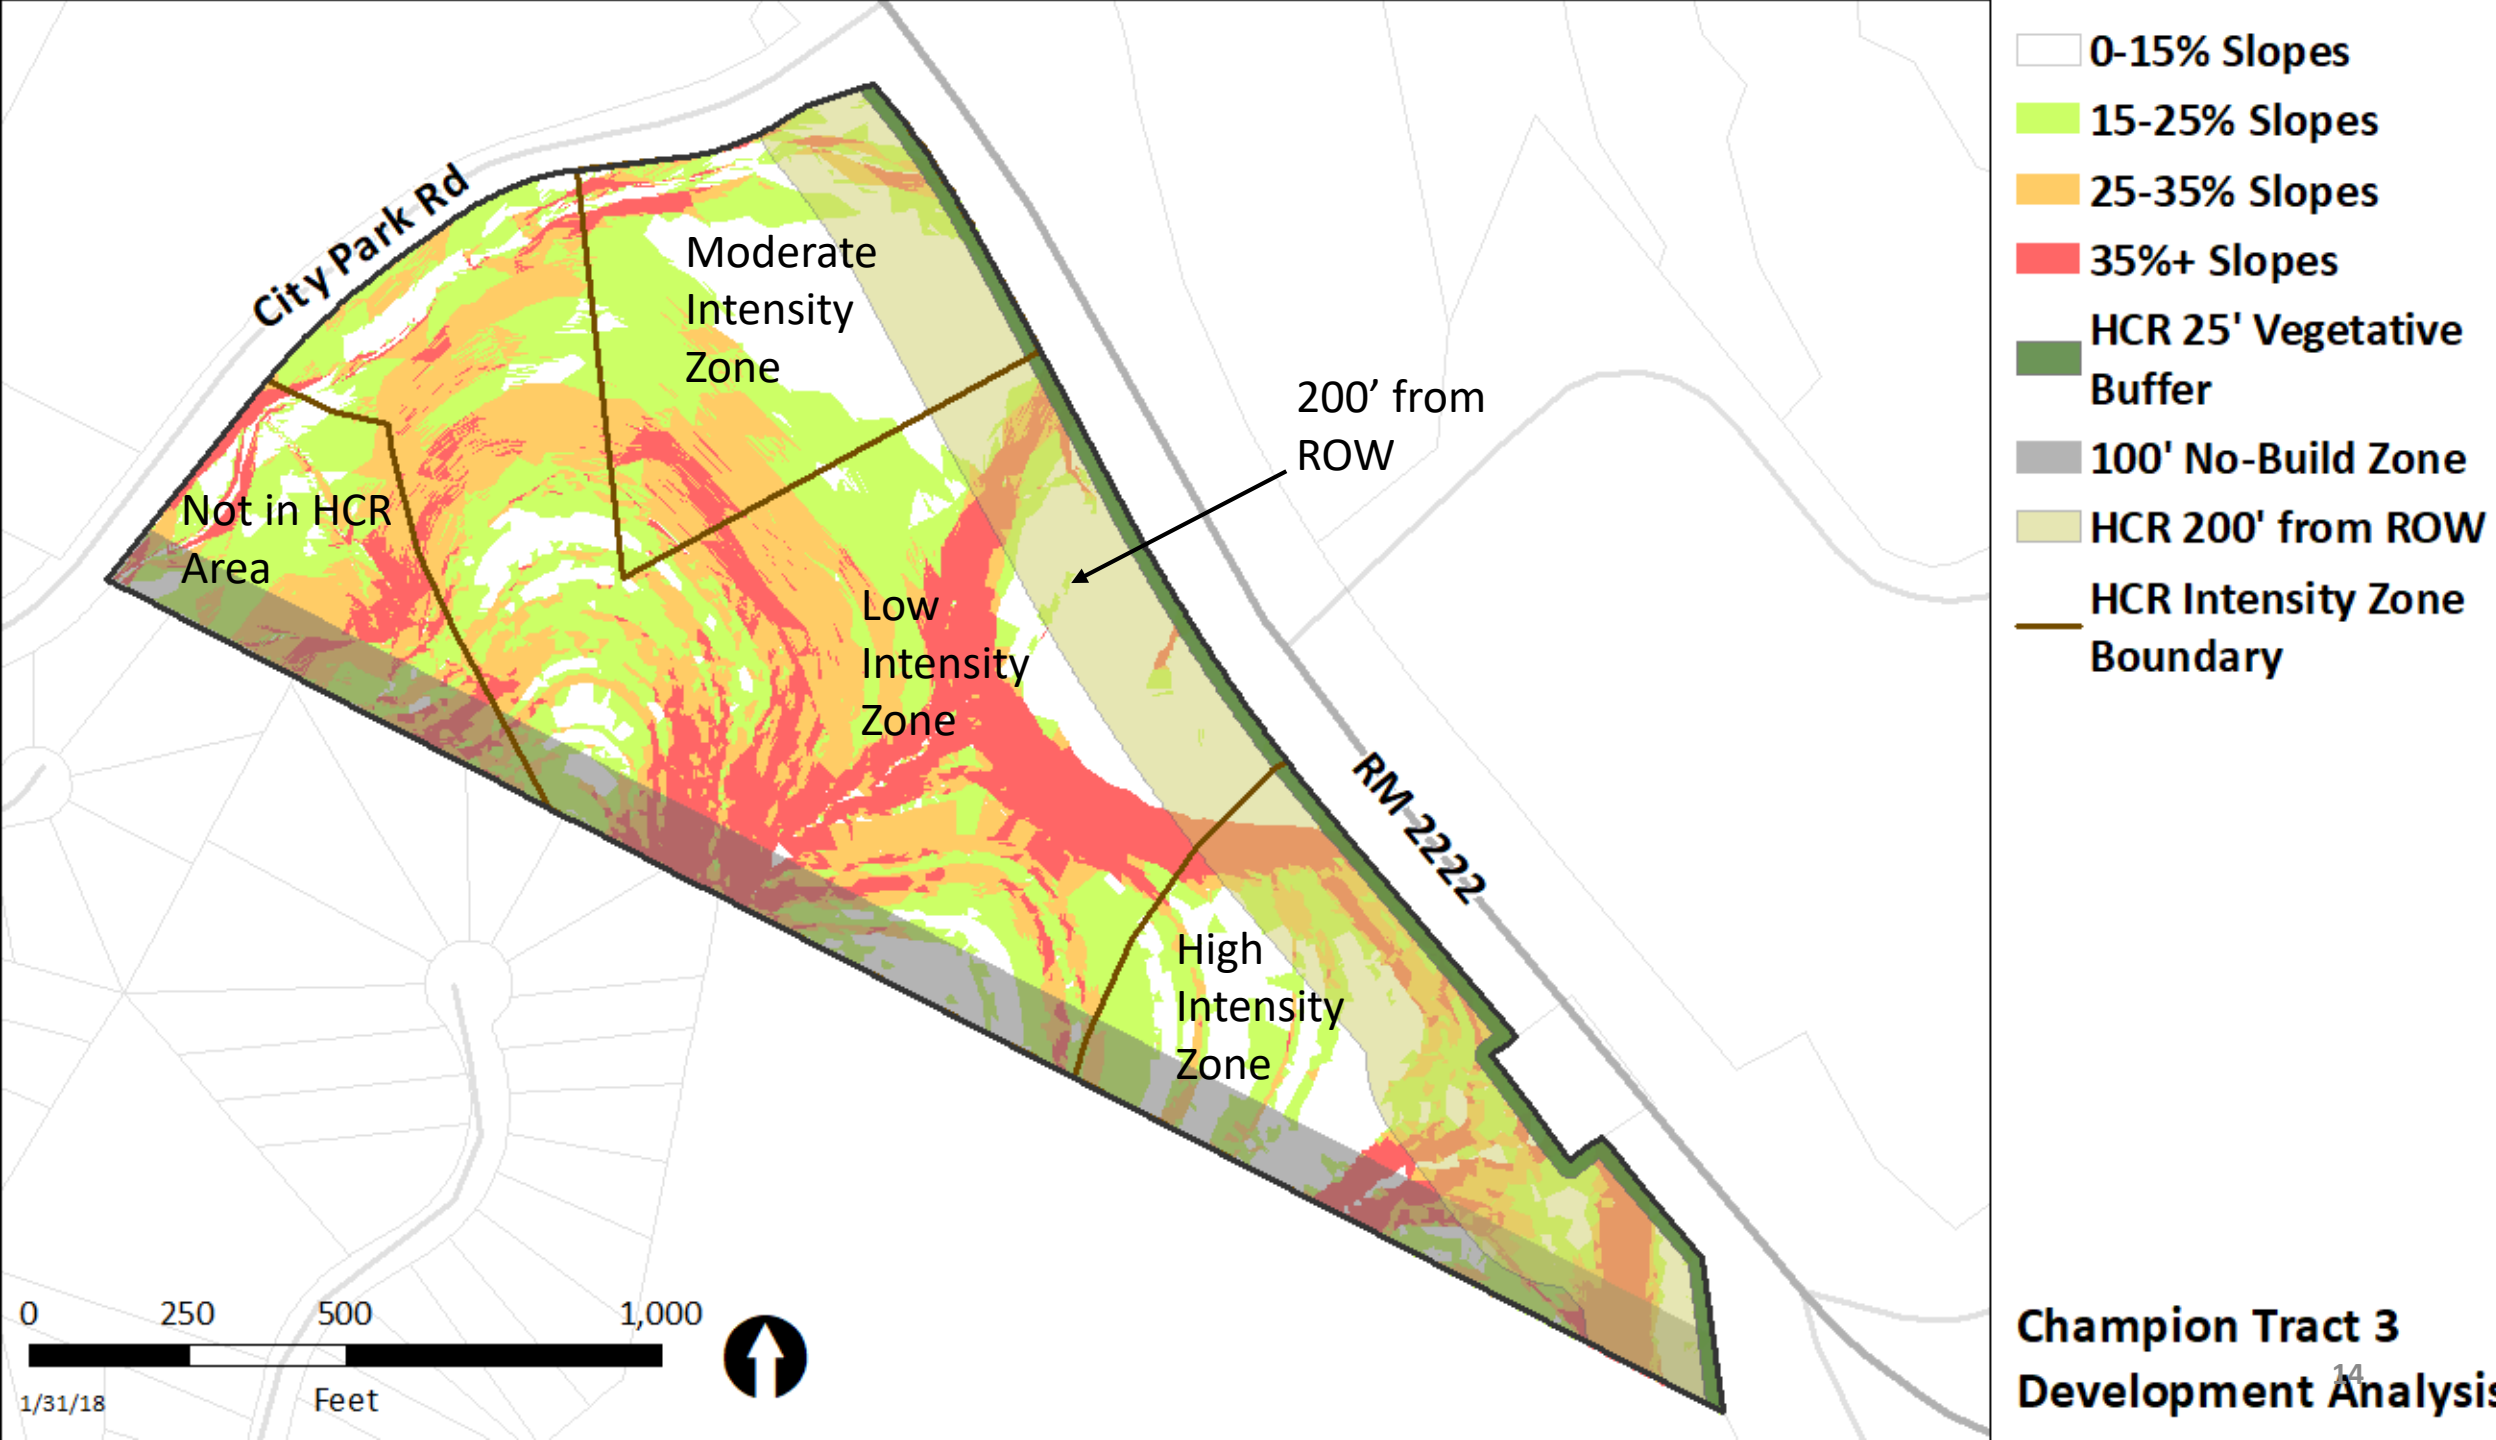 0-15% Slopes
15-25% Slopes
25-35% Slopes
35%+ Slopes
HCR 25' Vegetative
Buffer
100' No-Build Zone
HCR 200' from ROW
HCR Intensity Zone
Boundary
City Park Rd
Moderate
Intensity
Zone
200’ from
ROW
Not in HCR
Area
Low
Intensity
Zone
RM 2222
High
Intensity
Zone
0 250 500 1,000
Feet
1/31/18
Champion Tract 3
Development Analysis
14